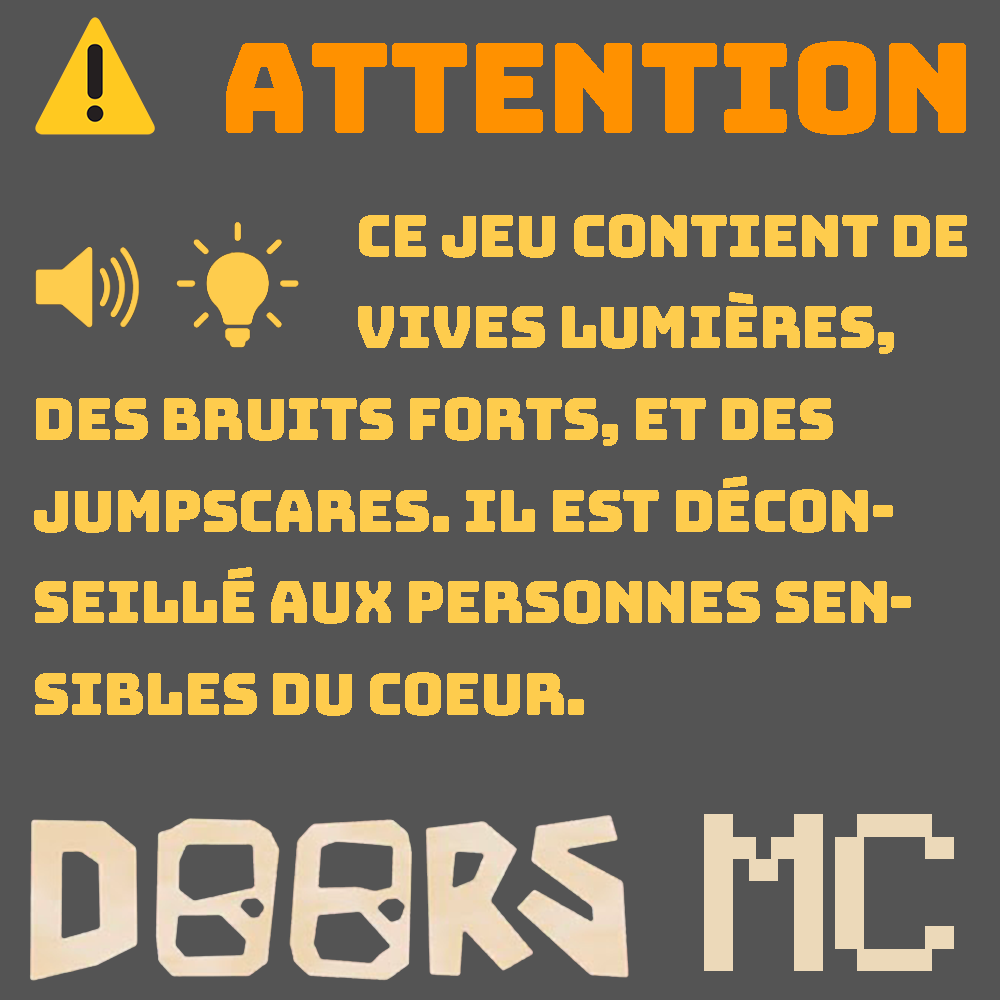 ATTENTION
CE JEU CONTIENT DE
VIVES LUMIÈRES,
DES BRUITS FORTS, ET DES
JUMPSCARES. IL EST DÉCON-
SEILLÉ AUX PERSONNES SEN-
SIBLES DU COEUR.
DOORS MC